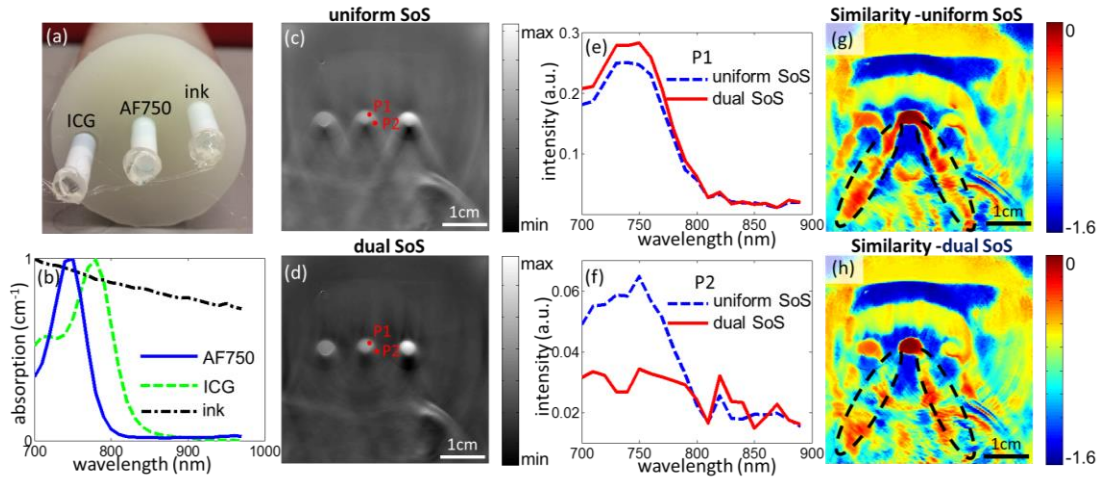 uniform SoS
Similarity -uniform SoS
(a)
ICG
AF750
ink
(c)
P1
P2
1cm
max
min
(e)
P1
uniform SoS
dual SoS
0.3
0.2
0.1
intensity (a.u.)
700 750 800 850 900
wavelength (nm)
(g)
1cm
0
-1.6
dual SoS
Similarity -dual SoS
(b)
1
0
absorption (cm⁻¹)
AF750
ICG
ink
700 800 900 1000
wavelength (nm)
(d)
P1
P2
1cm
max
min
(f)
P2
uniform SoS
dual SoS
0.06
0.04
0.02
intensity (a.u.)
700 750 800 850 900
wavelength (nm)
(h)
1cm
0
-1.6